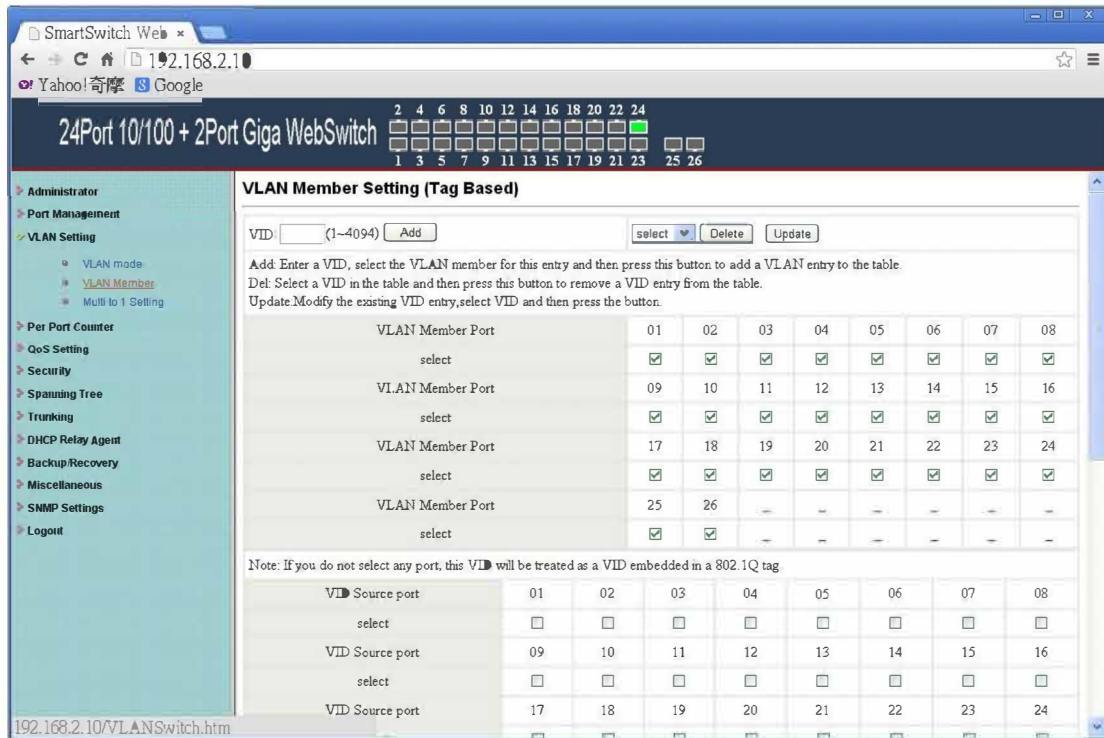 SmartSwitch Web ×
192.168.2.10
Yahoo!奇摩 Google
24Port 10/100 + 2Port Giga WebSwitch
2 4 6 8 10 12 14 16 18 20 22 24
1 3 5 7 9 11 13 15 17 19 21 23 25 26
Administrator
Port Management
VLAN Setting
VLAN mode
VLAN Member
Multi to 1 Setting
Per Port Counter
QoS Setting
Security
Spanning Tree
Trunking
DHCP Relay Agent
Backup/Recovery
Miscellaneous
SNMP Settings
Logout
VLAN Member Setting (Tag Based)
VID: (1~4094) Add select Delete Update
Add: Enter a VID, select the VLAN member for this entry and then press this button to add a VLAN entry to the table.
Del: Select a VID in the table and then press this button to remove a VID entry from the table.
Update:Modify the existing VID entry,select VID and then press the button.
VLAN Member Port 01 02 03 04 05 06 07 08
select
VLAN Member Port 09 10 11 12 13 14 15 16
select
VLAN Member Port 17 18 19 20 21 22 23 24
select
VLAN Member Port 25 26 – – – – – –
select – – – – – –
Note: If you do not select any port, this VID will be treated as a VID embedded in a 802.1Q tag.
VID Source port 01 02 03 04 05 06 07 08
select
VID Source port 09 10 11 12 13 14 15 16
select
VID Source port 17 18 19 20 21 22 23 24
192.168.2.10/VLANSwitch.htm